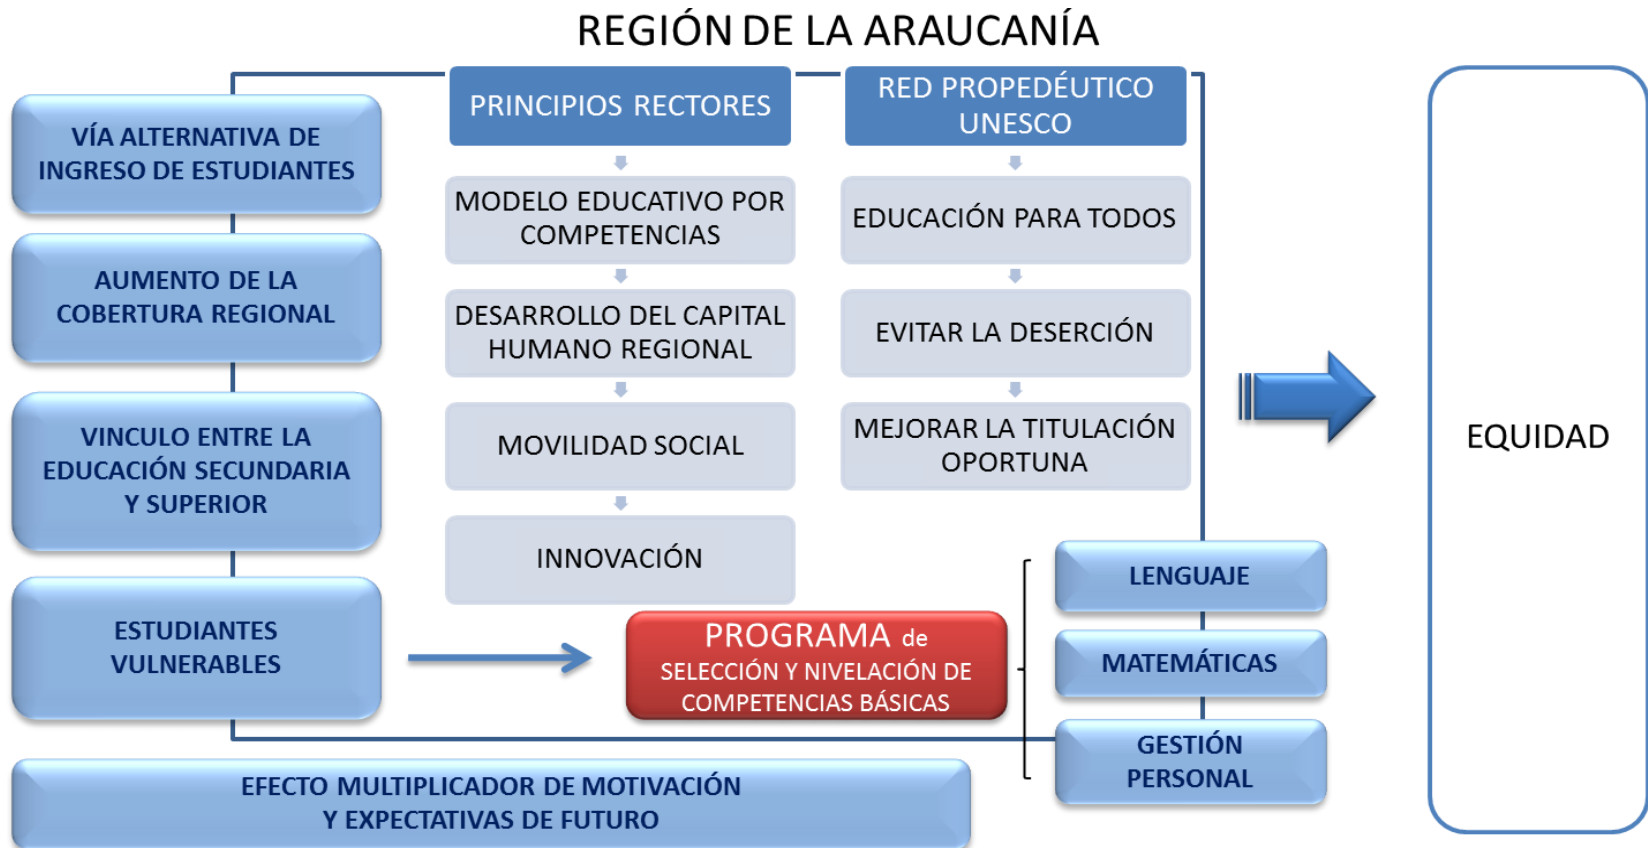 REGIÓN DE LA ARAUCANÍA
VÍA ALTERNATIVA DE
INGRESO DE ESTUDIANTES
AUMENTO DE LA
COBERTURA REGIONAL
VINCULO ENTRE LA
EDUCACIÓN SECUNDARIA
Y SUPERIOR
ESTUDIANTES
VULNERABLES
PRINCIPIOS RECTORES
MODELO EDUCATIVO POR
COMPETENCIAS
DESARROLLO DEL CAPITAL
HUMANO REGIONAL
MOVILIDAD SOCIAL
INNOVACIÓN
RED PROPEDÉUTICO
UNESCO
EDUCACIÓN PARA TODOS
EVITAR LA DESERCIÓN
MEJORAR LA TITULACIÓN
OPORTUNA
PROGRAMA de
SELECCIÓN Y NIVELACIÓN DE
COMPETENCIAS BÁSICAS
LENGUAJE
MATEMÁTICAS
GESTIÓN
PERSONAL
EFECTO MULTIPLICADOR DE MOTIVACIÓN
Y EXPECTATIVAS DE FUTURO
EQUIDAD